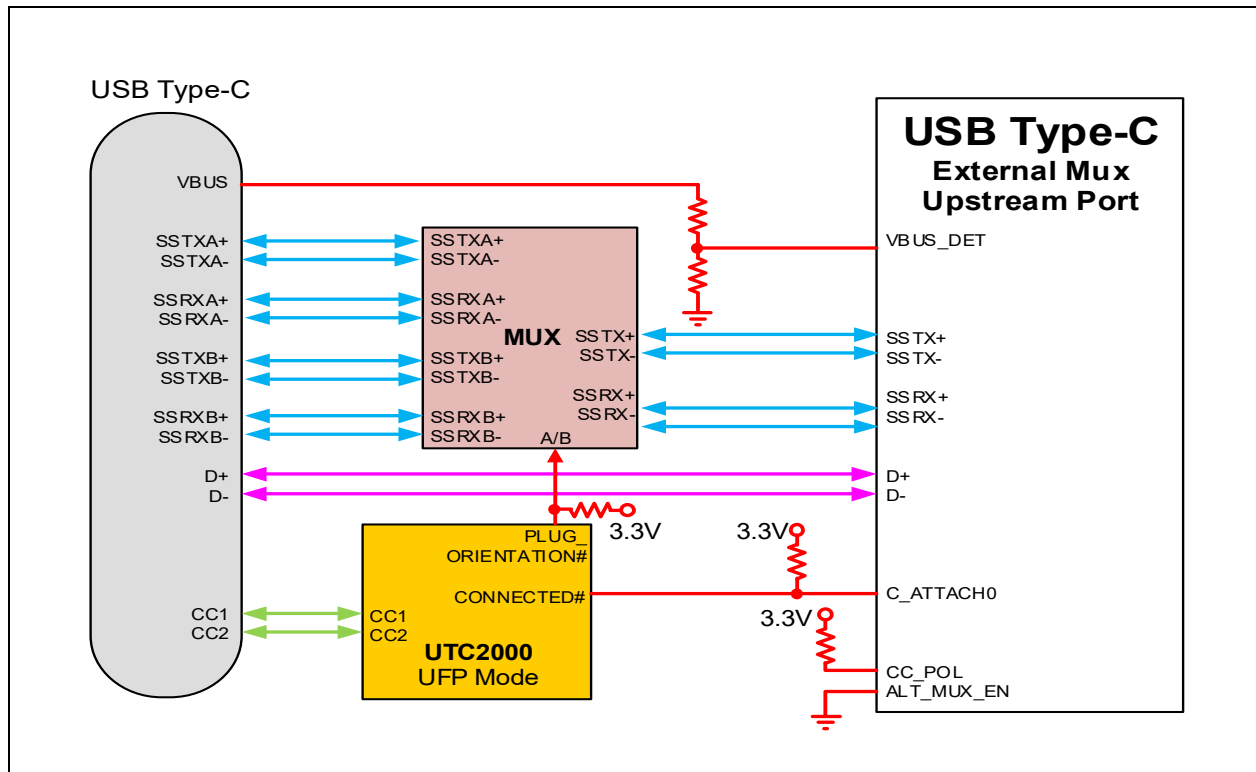 USB Type-C
VBUS
SSTXA+
SSTXA-
SSRXA+
SSRXA-
SSTXB+
SSTXB-
SSRXB+
SSRXB-
D+
D-
CC1
CC2
SSTXA+
SSTXA-
SSRXA+
SSRXA-
MUX
SSTXB+
SSTXB-
SSRXB+
SSRXB-
SSTX+
SSTX-
SSRX+
SSRX-
A/B
3.3V
PLUG_
ORIENTATION#
CONNECTED#
CC1
CC2
UTC2000
UFP Mode
3.3V
3.3V
USB Type-C
External Mux
Upstream Port
VBUS_DET
SSTX+
SSTX-
SSRX+
SSRX-
D+
D-
C_ATTACH0
CC_POL
ALT_MUX_EN